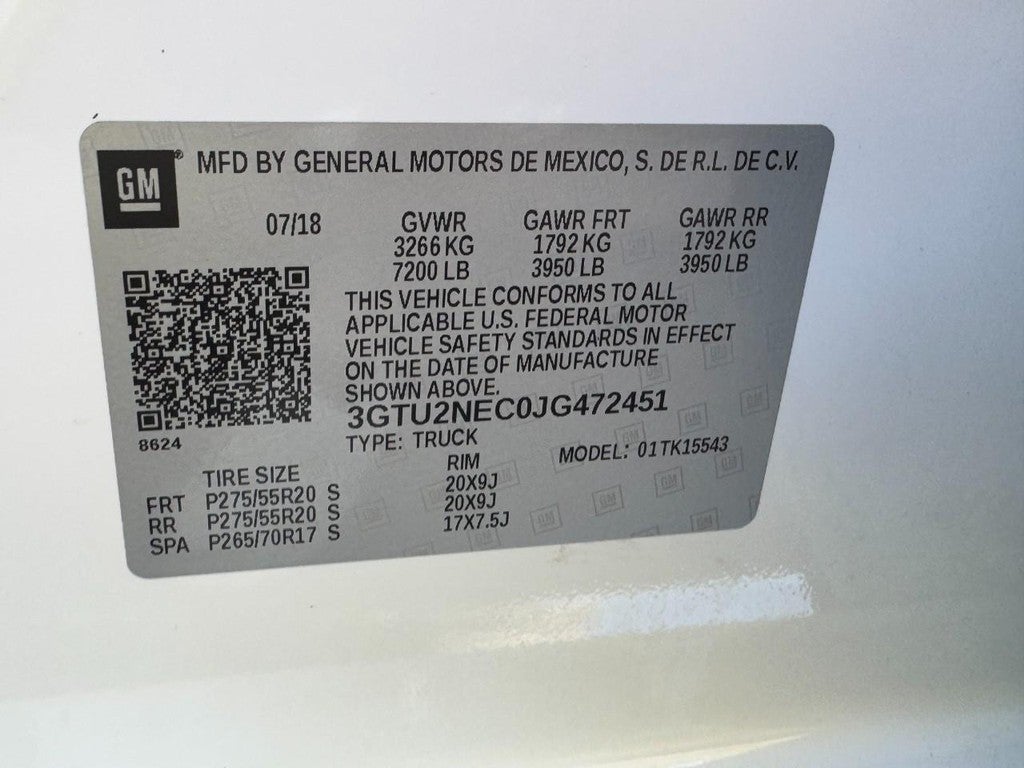 GM® MFD BY GENERAL MOTORS DE MEXICO, S. DE R.L. DE C.V.
07/18 GVWR GAWR FRT GAWR RR
3266 KG 1792 KG 1792 KG
7200 LB 3950 LB 3950 LB
THIS VEHICLE CONFORMS TO ALL
APPLICABLE U.S. FEDERAL MOTOR
VEHICLE SAFETY STANDARDS IN EFFECT
ON THE DATE OF MANUFACTURE
SHOWN ABOVE.
3GTU2NEC0JG472451
8624 TYPE: TRUCK MODEL: 01TK15543
TIRE SIZE RIM
FRT P275/55R20 S 20X9J
RR P275/55R20 S 20X9J
SPA P265/70R17 S 17X7.5J